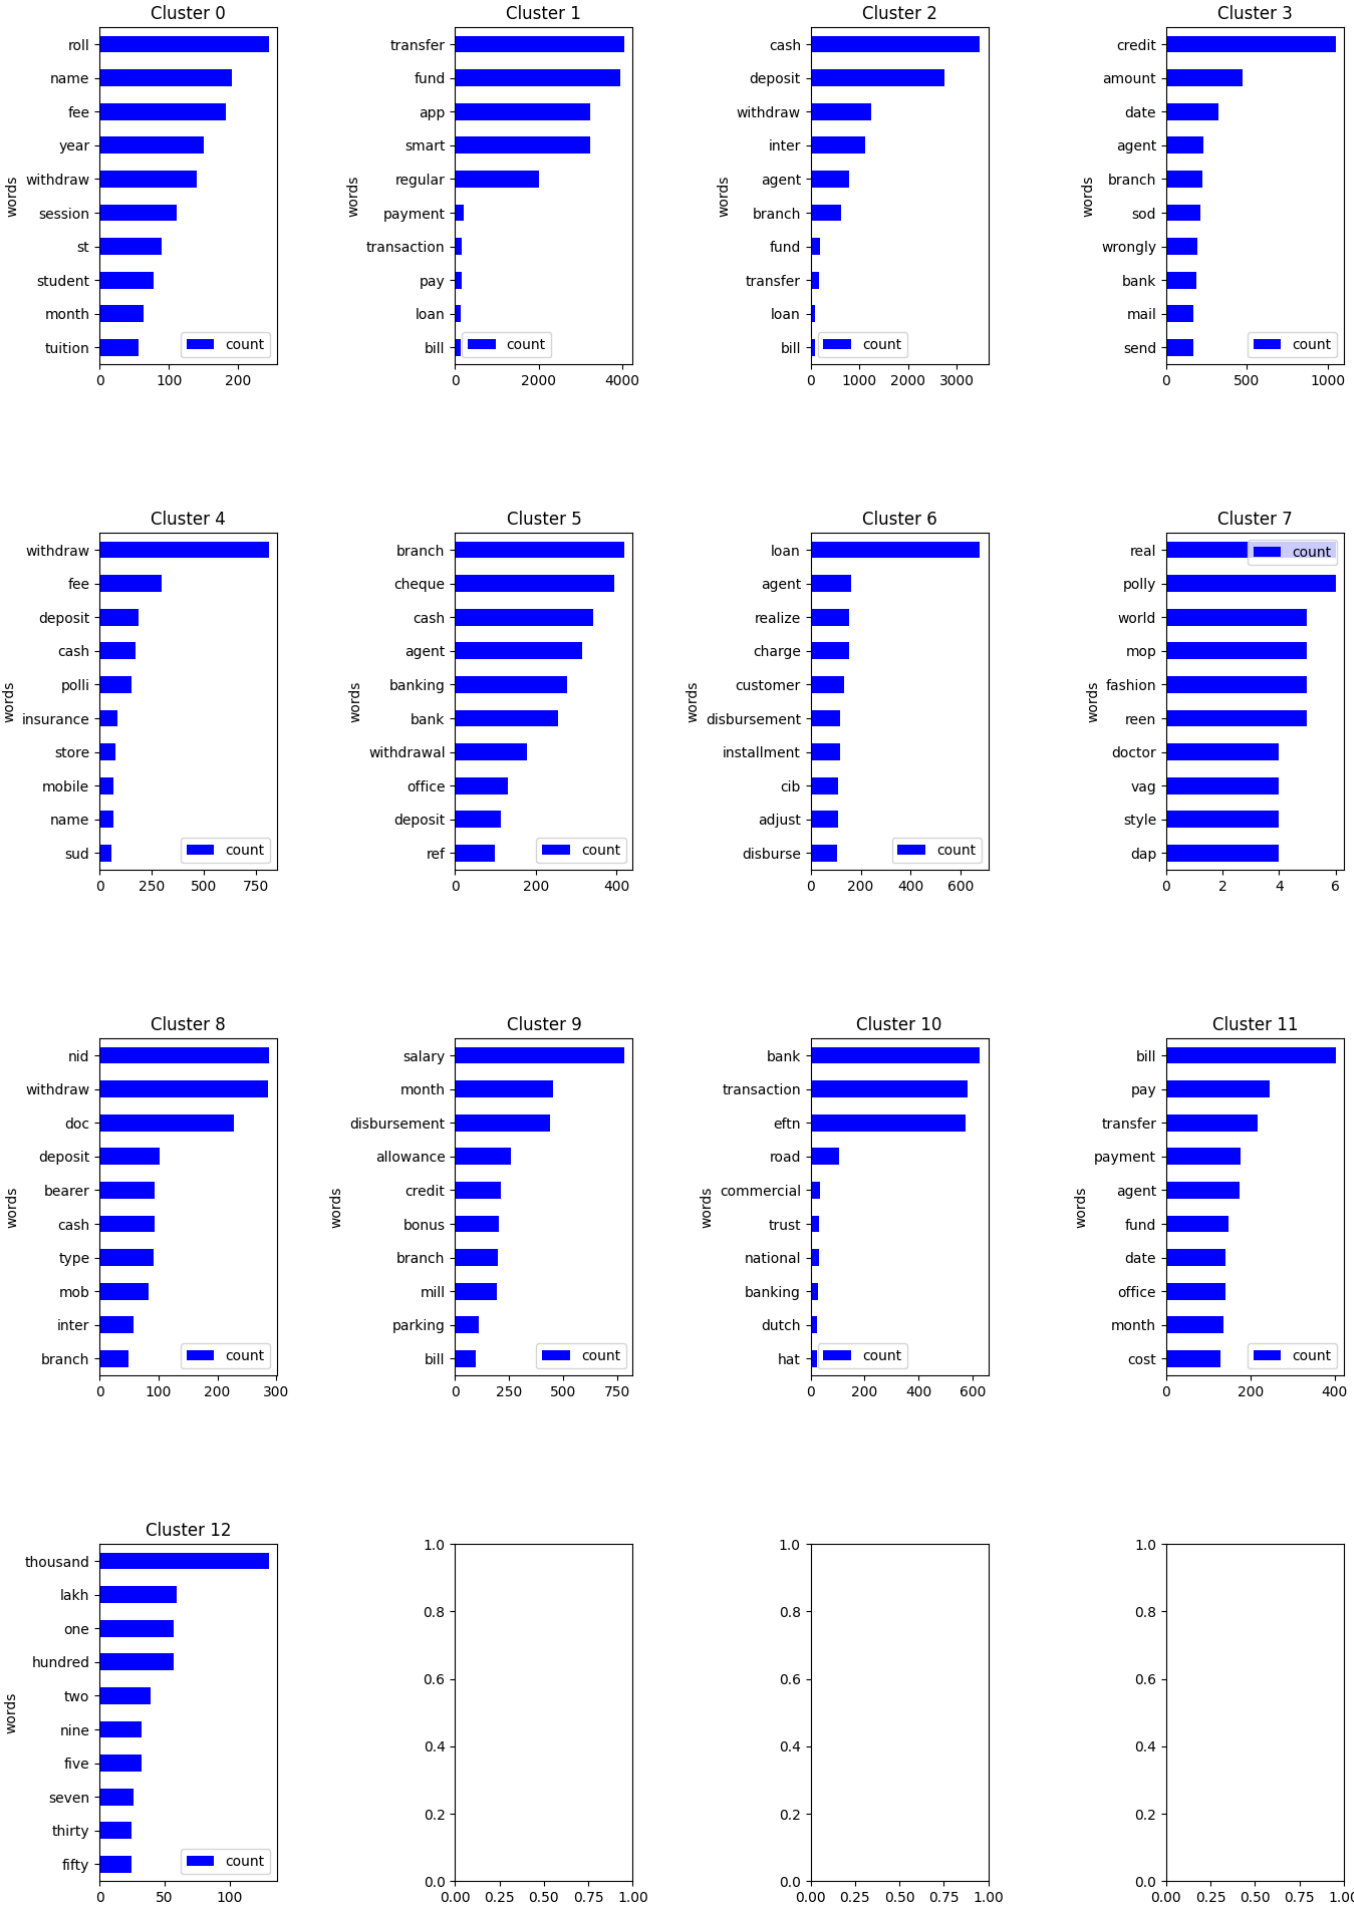 Cluster 0
roll
name
fee
year
withdraw
session
st
student
month
tuition
words
count
0 100 200
Cluster 1
transfer
fund
app
smart
regular
payment
transaction
pay
loan
bill
words
count
0 2000 4000
Cluster 2
cash
deposit
withdraw
inter
agent
branch
fund
transfer
loan
bill
words
count
0 1000 2000 3000
Cluster 3
credit
amount
date
agent
branch
sod
wrongly
bank
mail
send
words
count
0 500 1000
Cluster 4
withdraw
fee
deposit
cash
polli
insurance
store
mobile
name
sud
words
count
0 250 500 750
Cluster 5
branch
cheque
cash
agent
banking
bank
withdrawal
office
deposit
ref
words
count
0 200 400
Cluster 6
loan
agent
realize
charge
customer
disbursement
installment
cib
adjust
disburse
words
count
0 200 400 600
Cluster 7
real
polly
world
mop
fashion
reen
doctor
vag
style
dap
words
count
0 2 4 6
Cluster 8
nid
withdraw
doc
deposit
bearer
cash
type
mob
inter
branch
words
count
0 100 200 300
Cluster 9
salary
month
disbursement
allowance
credit
bonus
branch
mill
parking
bill
words
count
0 250 500 750
Cluster 10
bank
transaction
eftn
road
commercial
trust
national
banking
dutch
hat
words
count
0 200 400 600
Cluster 11
bill
pay
transfer
payment
agent
fund
date
office
month
cost
words
count
0 200 400
Cluster 12
thousand
lakh
one
hundred
two
nine
five
seven
thirty
fifty
words
count
0 50 100
1.0
0.8
0.6
0.4
0.2
0.0
0.00 0.25 0.50 0.75 1.00
1.0
0.8
0.6
0.4
0.2
0.0
0.00 0.25 0.50 0.75 1.00
1.0
0.8
0.6
0.4
0.2
0.0
0.00 0.25 0.50 0.75 1.00